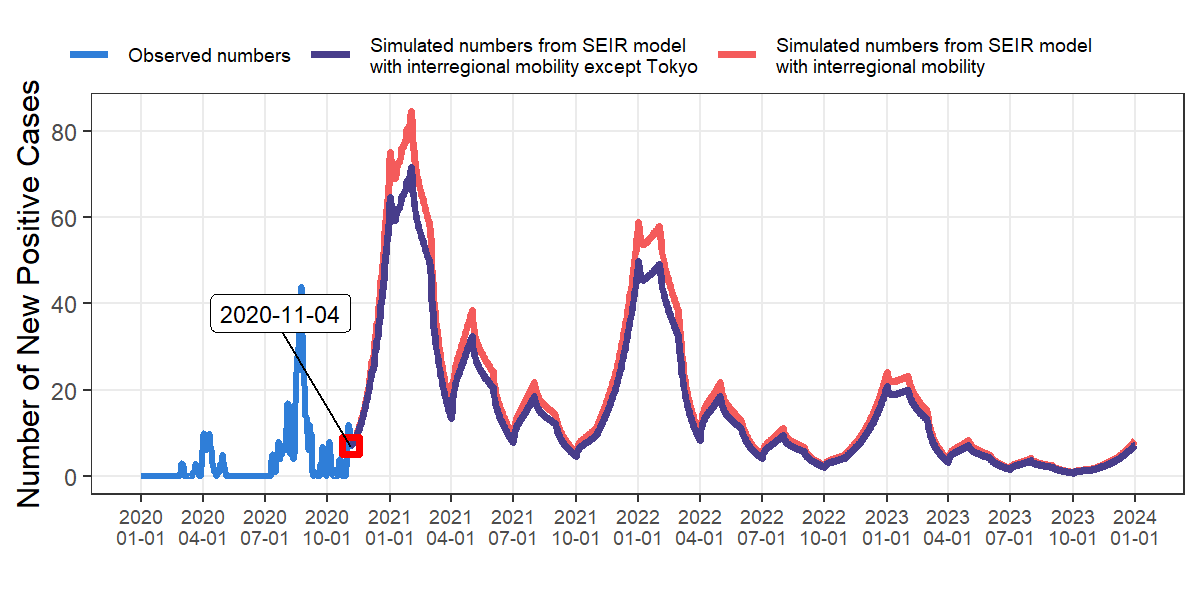 Observed numbers
Simulated numbers from SEIR model
with interregional mobility except Tokyo
Simulated numbers from SEIR model
with interregional mobility
Number of New Positive Cases
80
60
40
20
0
2020-11-04
2020 2020 2020 2020 2021 2021 2021 2021 2022 2022 2022 2022 2023 2023 2023 2023 2024
01-01 04-01 07-01 10-01 01-01 04-01 07-01 10-01 01-01 04-01 07-01 10-01 01-01 04-01 07-01 10-01 01-01